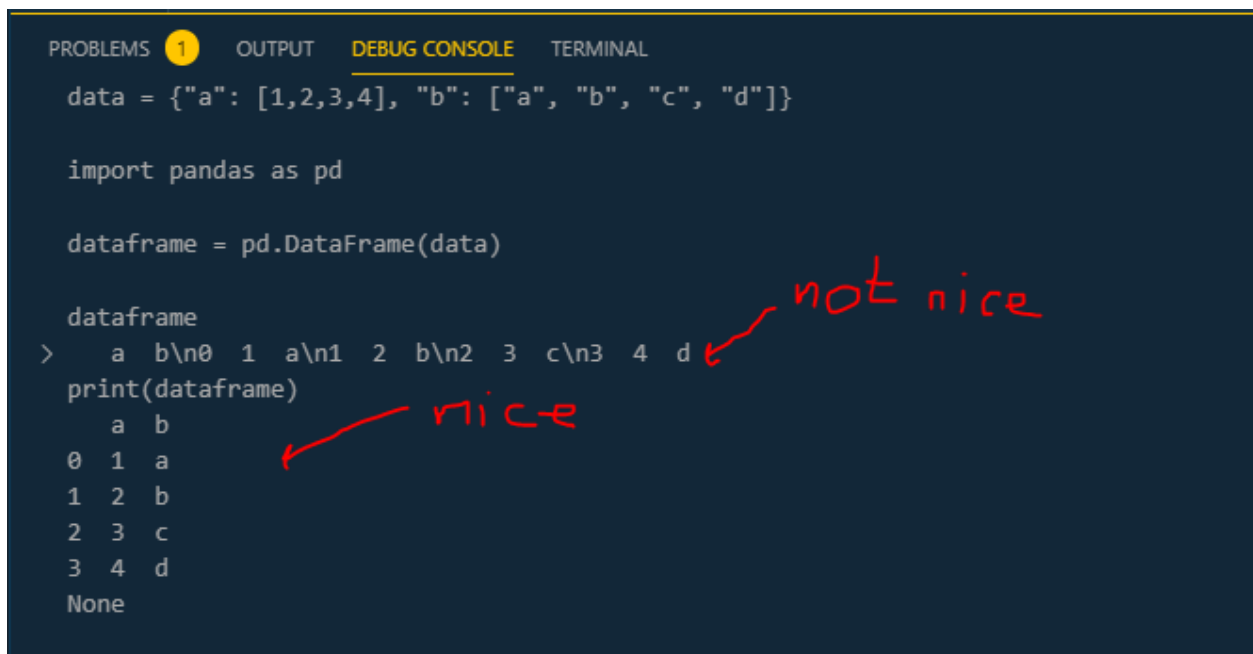 PROBLEMS 1 OUTPUT DEBUG CONSOLE TERMINAL
data = {"a": [1,2,3,4], "b": ["a", "b", "c", "d"]}
import pandas as pd
dataframe = pd.DataFrame(data)
not nice
dataframe
>    a  b\n0  1  a\n1  2  b\n2  3  c\n3  4  d
print(dataframe)
nice
   a  b
0  1  a
1  2  b
2  3  c
3  4  d
None